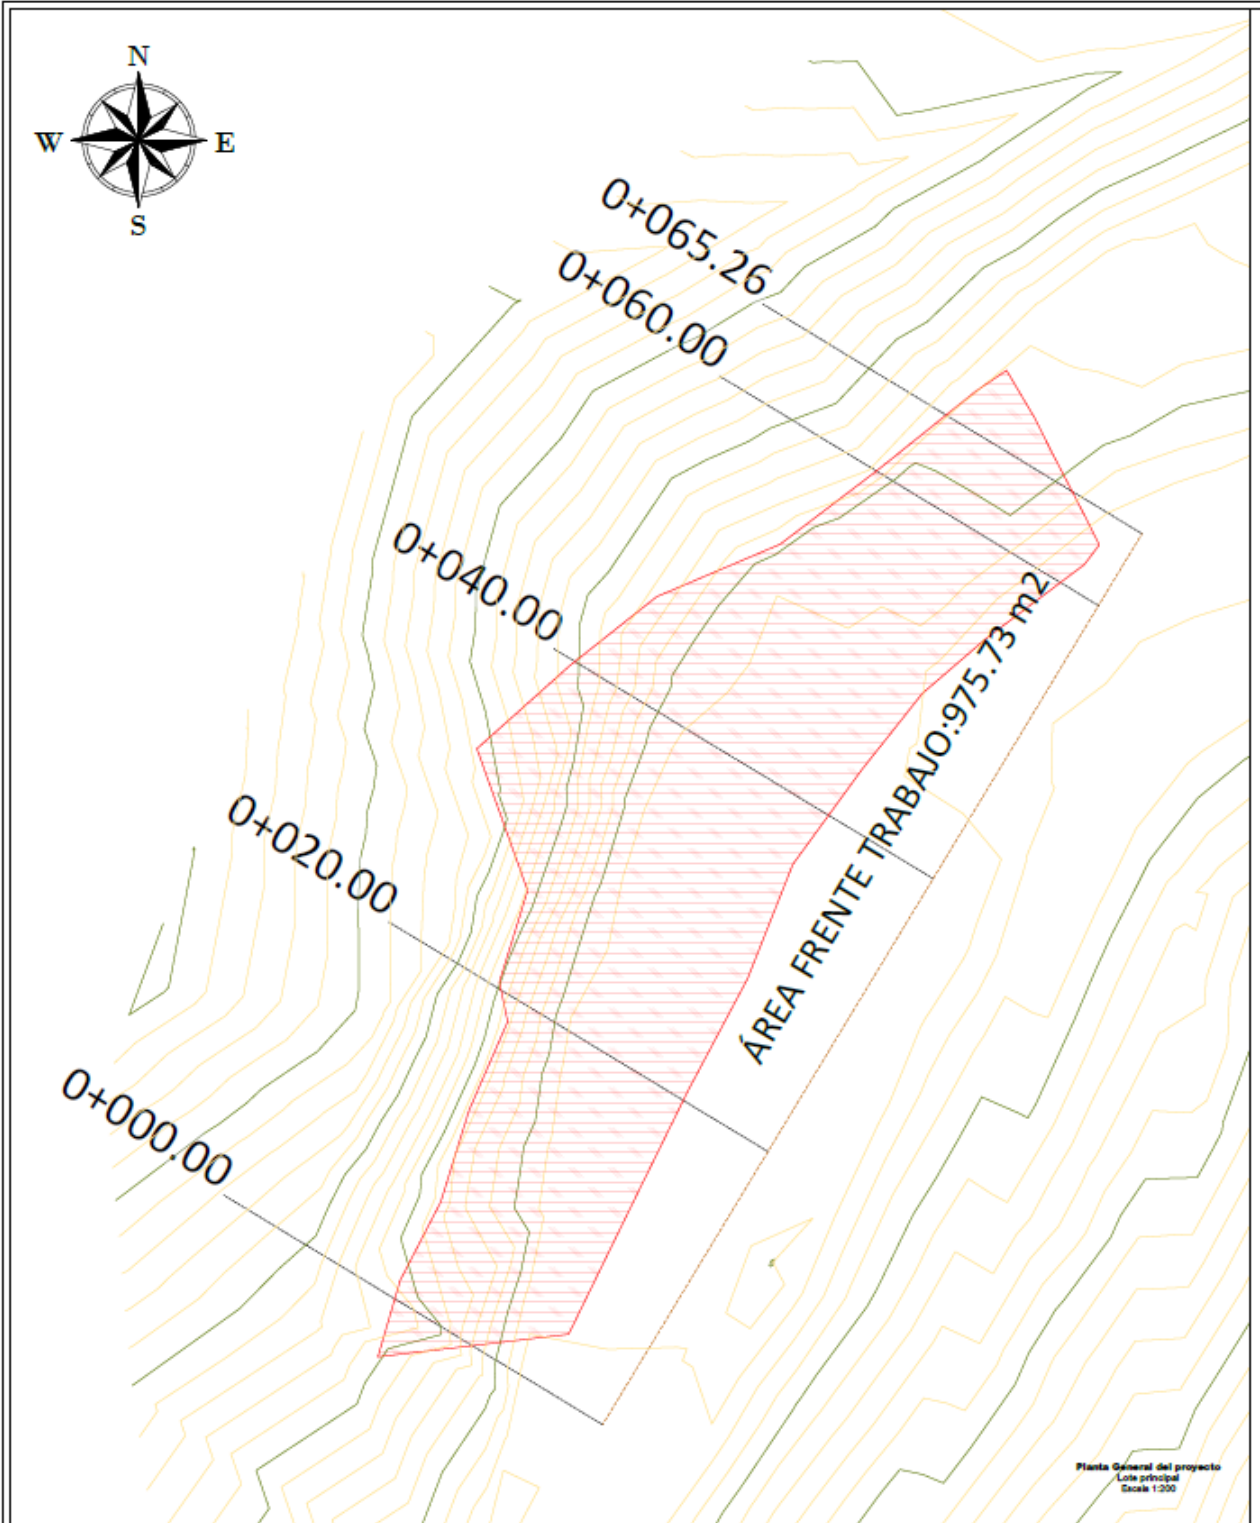 N
W E
S
0+065.26
0+060.00
0+040.00
0+020.00
0+000.00
ÁREA FRENTE TRABAJO:975.73 m2
Planta General del proyecto
Lote principal
Escala 1:200